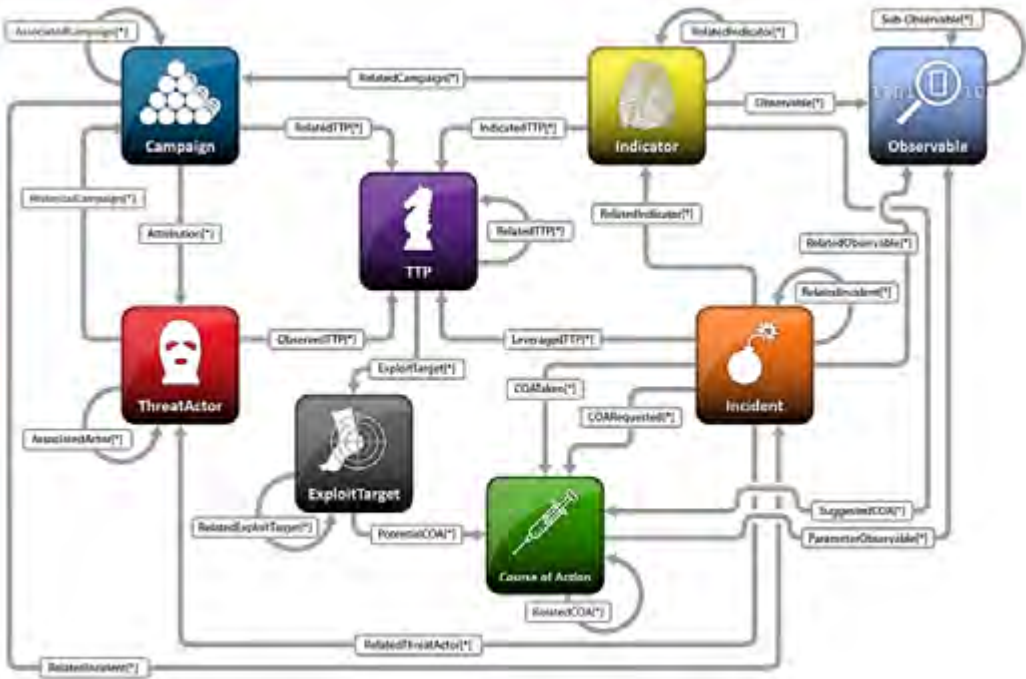 AssociatedCampaign[*]
RelatedIndicator[*]
Sub-Observable[*]
RelatedCampaign[*]
Observable[*]
Campaign
RelatedTTP[*]
IndicatedTTP[*]
Indicator
Observable
HistoricalCampaign[*]
Attribution[*]
RelatedTTP[*]
RelatedIndicator[*]
RelatedObservable[*]
TTP
RelatedIncident[*]
ObservedTTP[*]
LeveragedTTP[*]
ExploitTarget[*]
COATaken[*]
ThreatActor
Incident
COARequested[*]
AssociatedActor[*]
ExploitTarget
RelatedExploitTarget[*]
PotentialCOA[*]
SuggestedCOA[*]
ParameterObservable[*]
Course of Action
RelatedCOA[*]
RelatedThreatActor[*]
RelatedIncident[*]